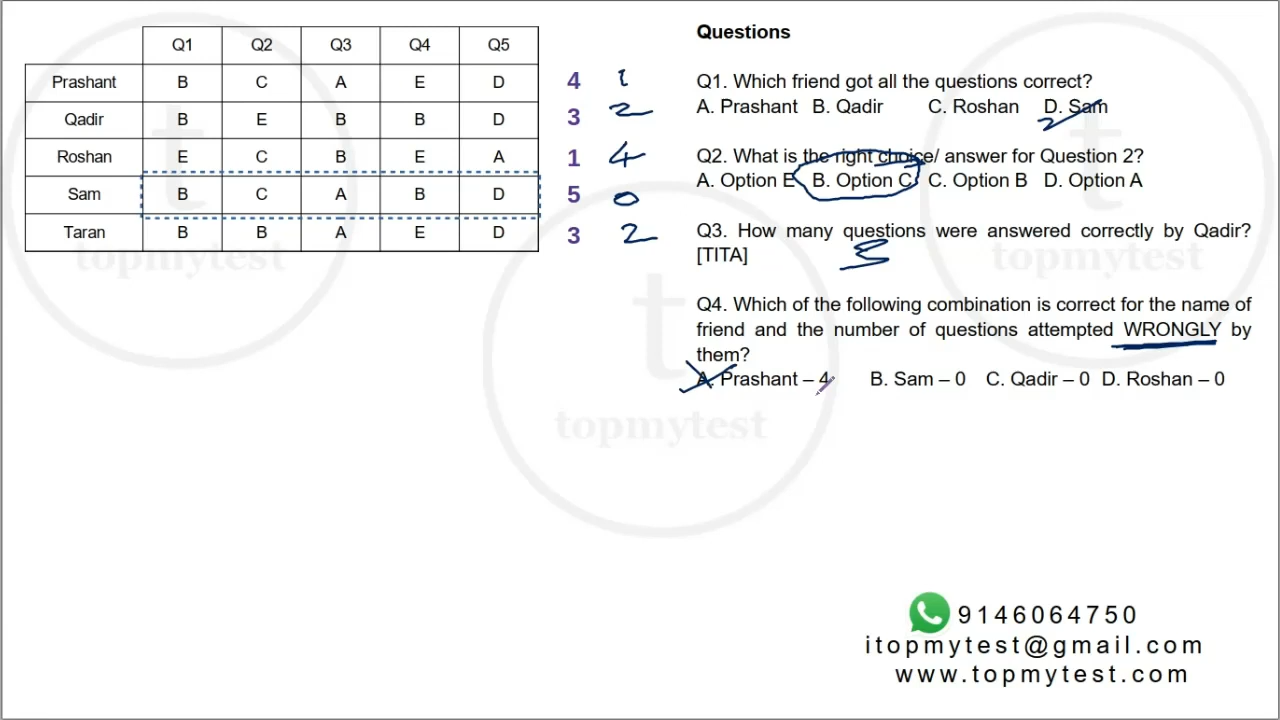 Q1 Q2 Q3 Q4 Q5
Prashant B C A E D 4 1
Qadir B E B B D 3 2
Roshan E C B E A 1 4
Sam B C A B D 5 0
Taran B B A E D 3 2
Questions
Q1. Which friend got all the questions correct?
A. Prashant B. Qadir C. Roshan D. Sam
Q2. What is the right choice/ answer for Question 2?
A. Option E B. Option C C. Option B D. Option A
Q3. How many questions were answered correctly by Qadir?
[TITA] 3
Q4. Which of the following combination is correct for the name of
friend and the number of questions attempted WRONGLY by
them?
A. Prashant – 4 B. Sam – 0 C. Qadir – 0 D. Roshan – 0
topmytest
topmytest
topmytest
9146064750
itopmytest@gmail.com
www.topmytest.com